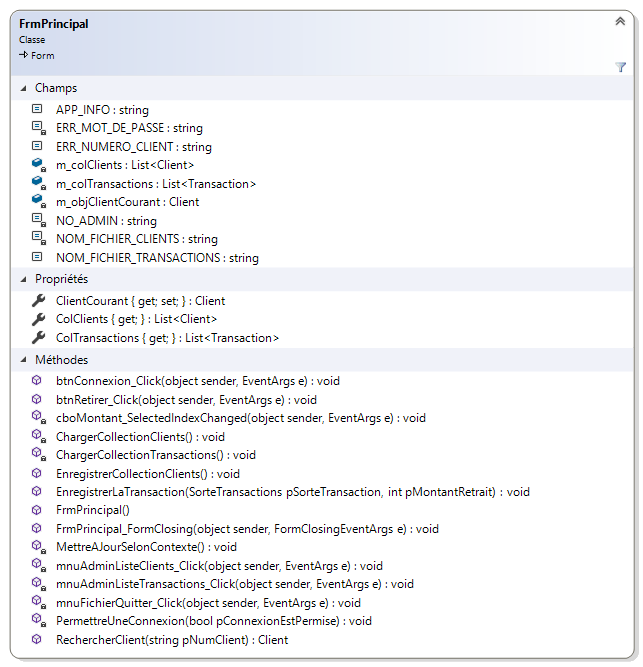 FrmPrincipal
Classe
Form
Champs
APP_INFO : string
ERR_MOT_DE_PASSE : string
ERR_NUMERO_CLIENT : string
m_colClients : List<Client>
m_colTransactions : List<Transaction>
m_objClientCourant : Client
NO_ADMIN : string
NOM_FICHIER_CLIENTS : string
NOM_FICHIER_TRANSACTIONS : string
Propriétés
ClientCourant { get; set; } : Client
ColClients { get; } : List<Client>
ColTransactions { get; } : List<Transaction>
Méthodes
btnConnexion_Click(object sender, EventArgs e) : void
btnRetirer_Click(object sender, EventArgs e) : void
cboMontant_SelectedIndexChanged(object sender, EventArgs e) : void
ChargerCollectionClients() : void
ChargerCollectionTransactions() : void
EnregistrerCollectionClients() : void
EnregistrerLaTransaction(SorteTransactions pSorteTransaction, int pMontantRetrait) : void
FrmPrincipal()
FrmPrincipal_FormClosing(object sender, FormClosingEventArgs e) : void
MettreAJourSelonContexte() : void
mnuAdminListeClients_Click(object sender, EventArgs e) : void
mnuAdminListeTransactions_Click(object sender, EventArgs e) : void
mnuFichierQuitter_Click(object sender, EventArgs e) : void
PermettreUneConnexion(bool pConnexionEstPermise) : void
RechercherClient(string pNumClient) : Client